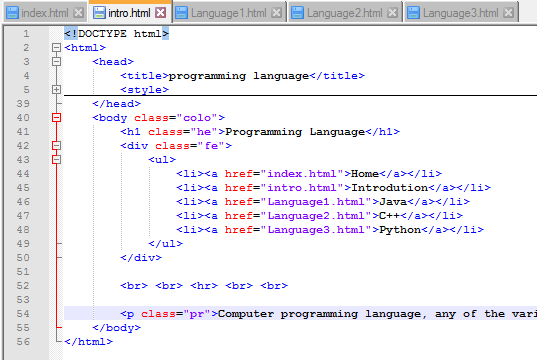 index.html intro.html Language1.html Language2.html Language3.html
1 <!DOCTYPE html>
2 <html>
3 <head>
4 <title>programming language</title>
5 <style>
39 </head>
40 <body class="colo">
41 <h1 class="he">Programming Language</h1>
42 <div class="fe">
43 <ul>
44 <li><a href="index.html">Home</a></li>
45 <li><a href="intro.html">Introdution</a></li>
46 <li><a href="Language1.html">Java</a></li>
47 <li><a href="Language2.html">C++</a></li>
48 <li><a href="Language3.html">Python</a></li>
49 </ul>
50 </div>
51
52 <br> <br> <hr> <br> <br>
53
54 <p class="pr">Computer programming language, any of the vari
55 </body>
56 </html>